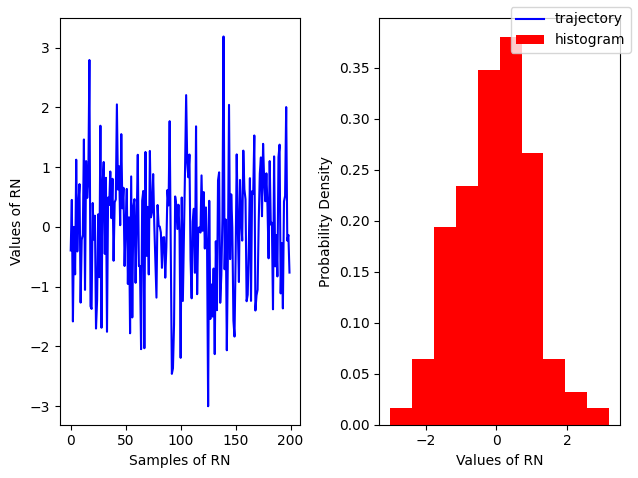 trajectory
histogram
3
2
1
0
−1
−2
−3
Values of RN
0 50 100 150 200
Samples of RN
0.35
0.30
0.25
0.20
0.15
0.10
0.05
0.00
Probability Density
−2 0 2
Values of RN